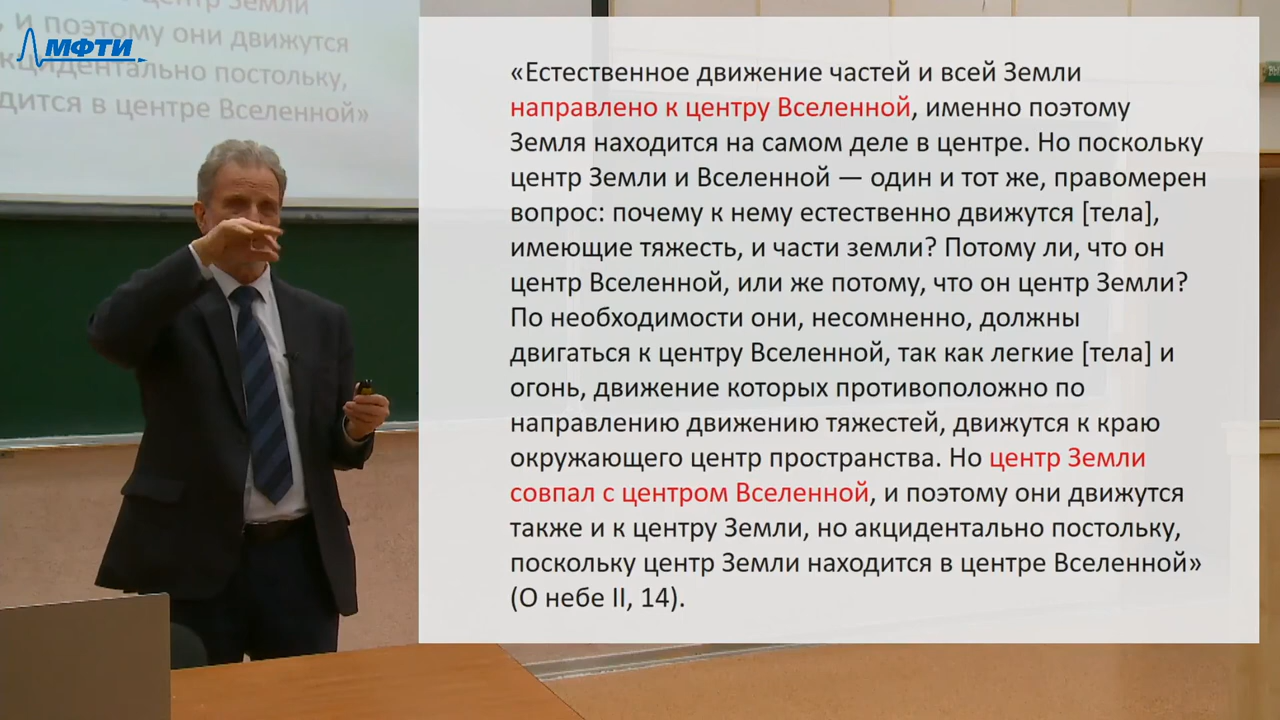 центр Земли
, и поэтому они движутся
МФТИ
кцидентально постольку,
дится в центре Вселенной»
«Естественное движение частей и всей Земли
направлено к центру Вселенной, именно поэтому
Земля находится на самом деле в центре. Но поскольку
центр Земли и Вселенной — один и тот же, правомерен
вопрос: почему к нему естественно движутся [тела],
имеющие тяжесть, и части земли? Потому ли, что он
центр Вселенной, или же потому, что он центр Земли?
По необходимости они, несомненно, должны
двигаться к центру Вселенной, так как легкие [тела] и
огонь, движение которых противоположно по
направлению движению тяжестей, движутся к краю
окружающего центр пространства. Но центр Земли
совпал с центром Вселенной, и поэтому они движутся
также и к центру Земли, но акцидентально постольку,
поскольку центр Земли находится в центре Вселенной»
(О небе II, 14).